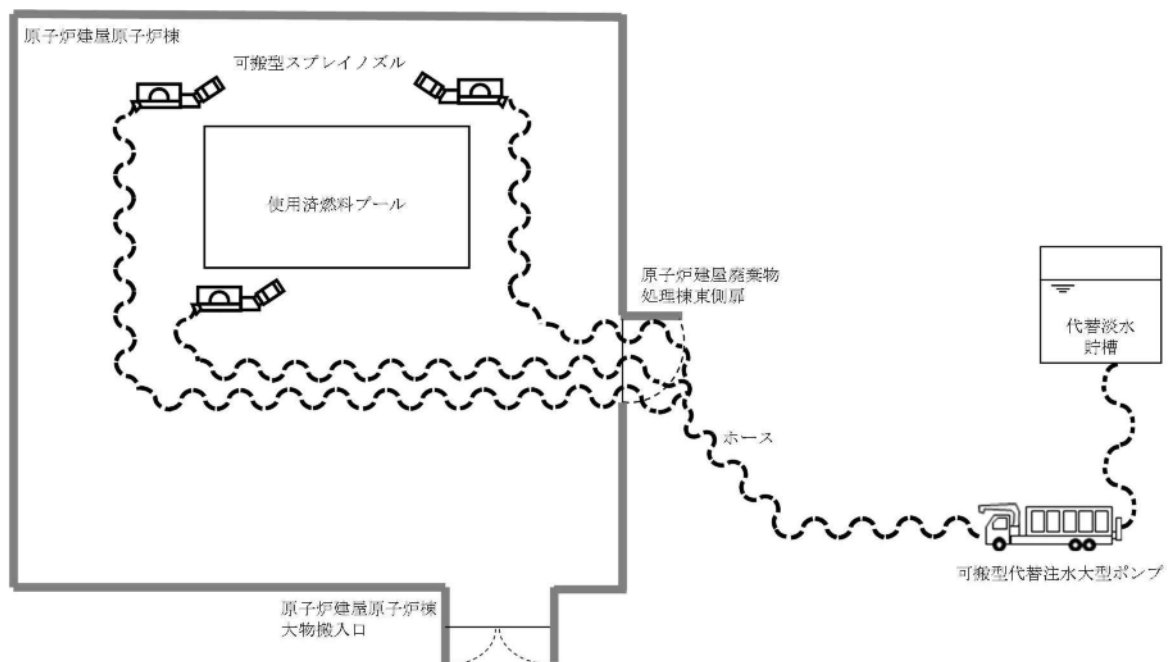 原子炉建屋原子炉棟
可搬型スプレイノズル
使用済燃料プール
原子炉建屋廃棄物
処理棟東側扉
代替淡水
貯槽
ホース
可搬型代替注水大型ポンプ
原子炉建屋原子炉棟
大物搬入口